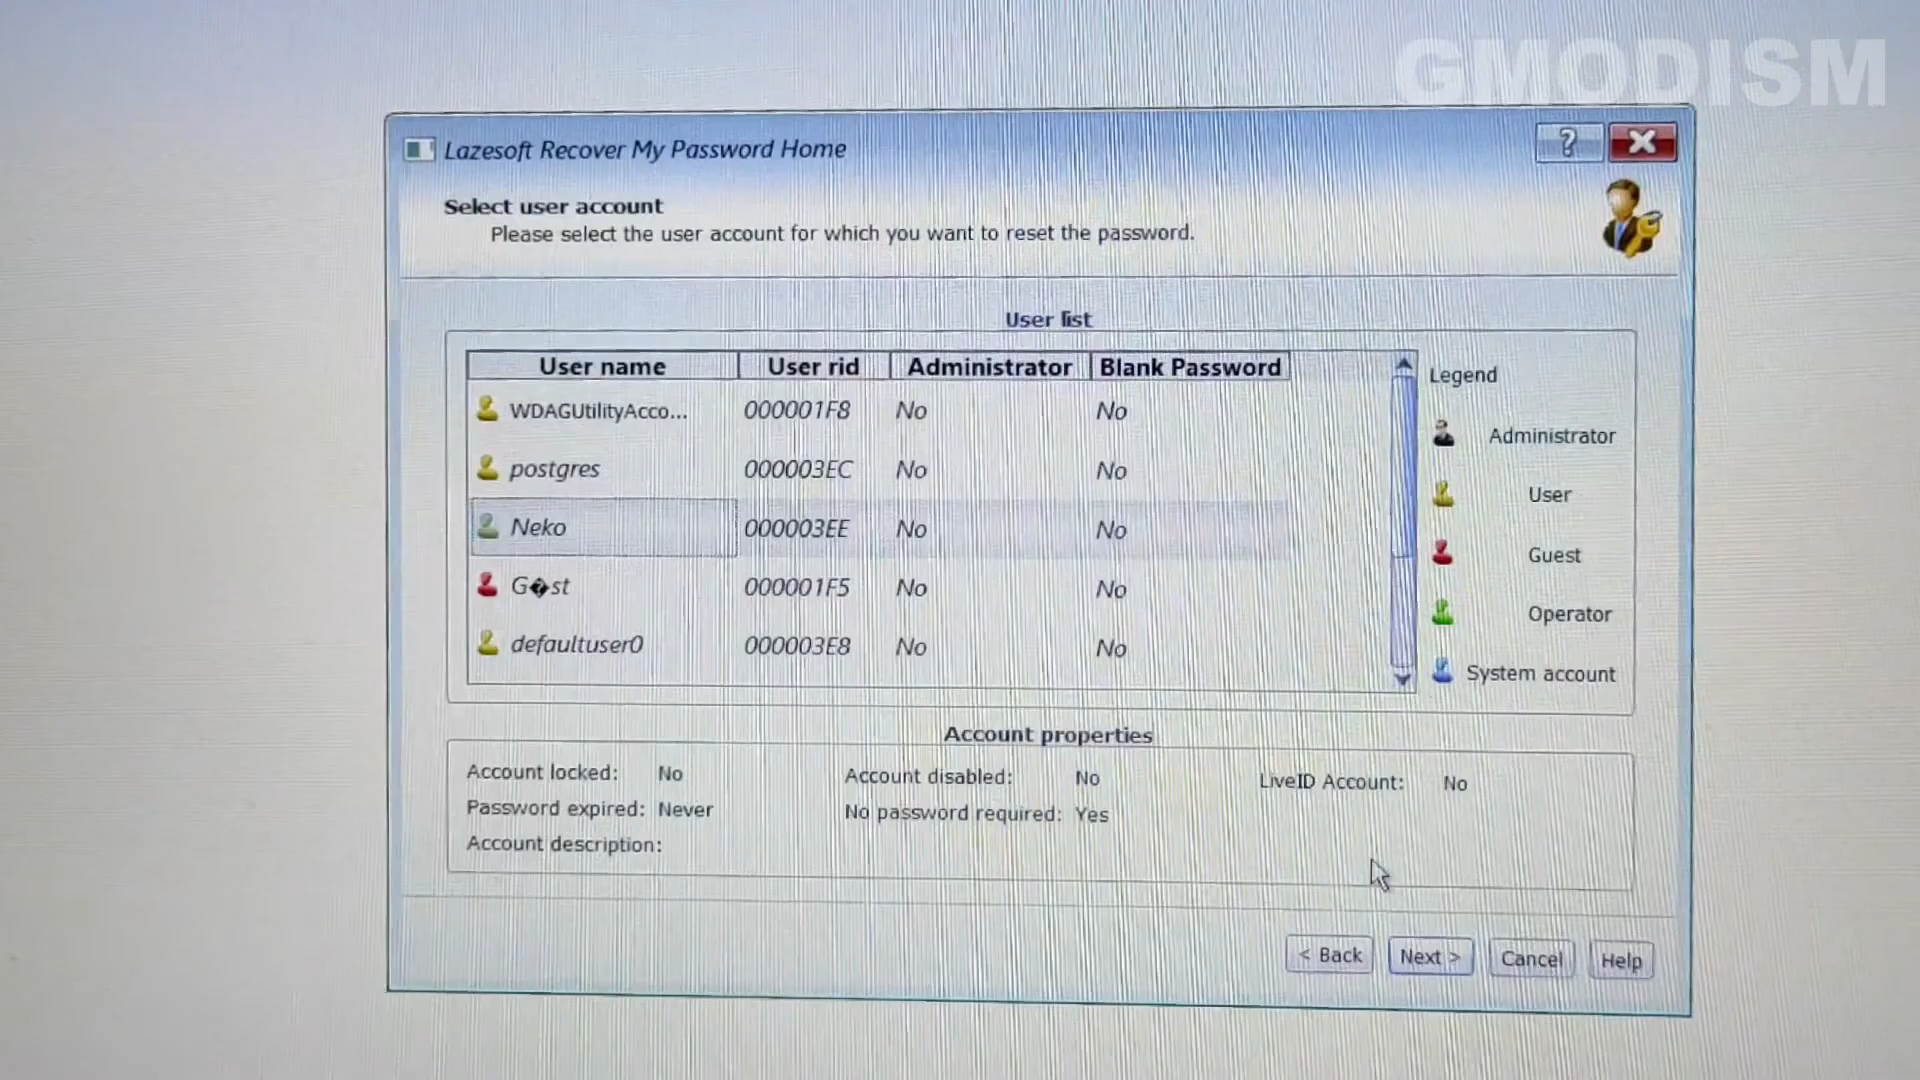 GMODISM
Lazesoft Recover My Password Home
?
Select user account
Please select the user account for which you want to reset the password.
User list
User name User rid Administrator Blank Password
WDAGUtilityAcco... 000001F8 No No
postgres 000003EC No No
Neko 000003EE No No
G�st 000001F5 No No
defaultuser0 000003E8 No No
Legend
Administrator
User
Guest
Operator
System account
Account properties
Account locked: No Account disabled: No LiveID Account: No
Password expired: Never No password required: Yes
Account description:
< Back Next > Cancel Help